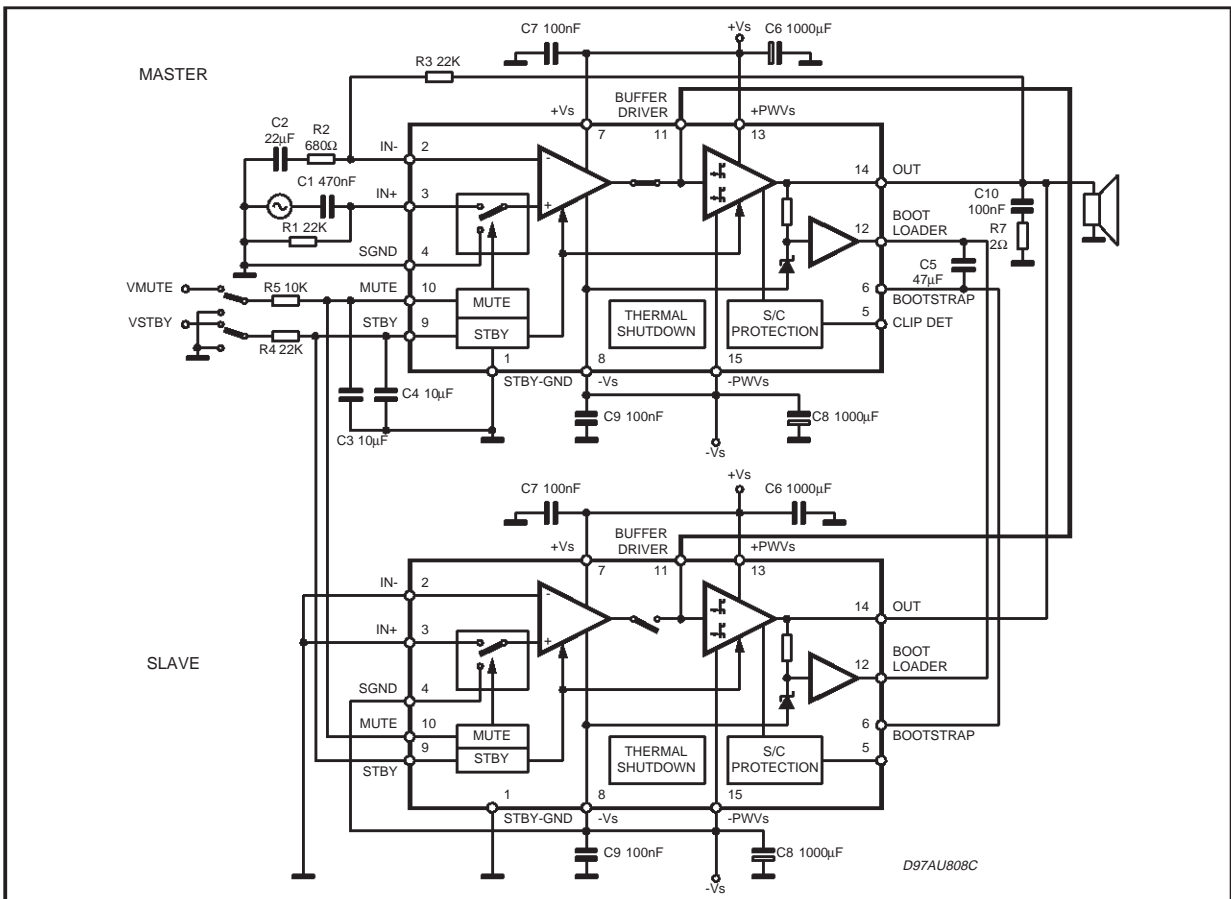 C7 100nF
+Vs
C6 1000µF
MASTER
R3 22K
+Vs
BUFFER
DRIVER
+PWVs
7
11
13
C2
22µF
R2
680Ω
IN-
2
-
14
OUT
C1 470nF
IN+
3
+
C10
100nF
R7
2Ω
R1 22K
SGND
4
BOOT
LOADER
12
C5
47µF
VMUTE
R5 10K
MUTE
10
MUTE
6
BOOTSTRAP
VSTBY
R4 22K
STBY
9
STBY
THERMAL
SHUTDOWN
S/C
PROTECTION
5
CLIP DET
1
STBY-GND
8
-Vs
15
-PWVs
C3 10µF
C4 10µF
C9 100nF
C8 1000µF
-Vs
+Vs
C7 100nF
C6 1000µF
+Vs
BUFFER
DRIVER
+PWVs
7
11
13
IN-
2
-
14
OUT
IN+
3
+
SLAVE
SGND
4
BOOT
LOADER
12
MUTE
10
MUTE
6
BOOTSTRAP
STBY
9
STBY
THERMAL
SHUTDOWN
S/C
PROTECTION
5
1
STBY-GND
8
-Vs
15
-PWVs
C9 100nF
C8 1000µF
-Vs
D97AU808C